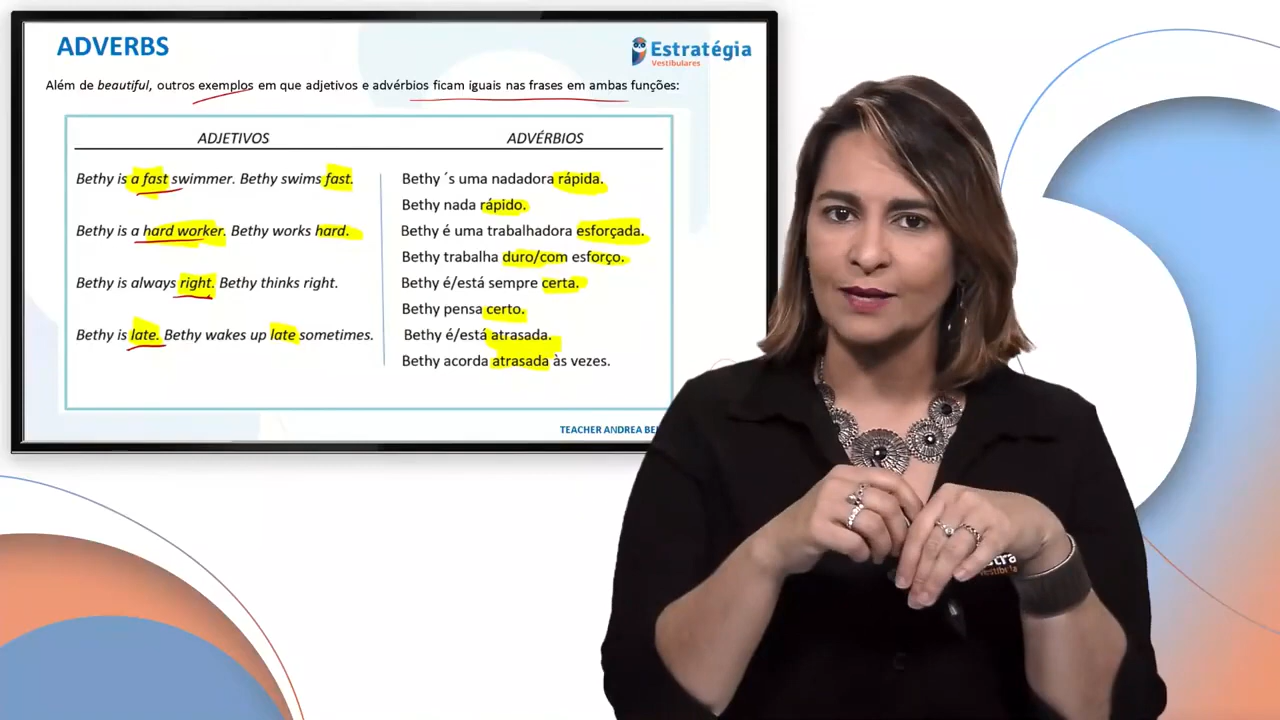 ADVERBS
Estratégia
Vestibulares
Além de beautiful, outros exemplos em que adjetivos e advérbios ficam iguais nas frases em ambas funções:
ADJETIVOS
ADVÉRBIOS
Bethy is a fast swimmer. Bethy swims fast.
Bethy is a hard worker. Bethy works hard.
Bethy is always right. Bethy thinks right.
Bethy is late. Bethy wakes up late sometimes.
Bethy ´s uma nadadora rápida.
Bethy nada rápido.
Bethy é uma trabalhadora esforçada.
Bethy trabalha duro/com esforço.
Bethy é/está sempre certa.
Bethy pensa certo.
Bethy é/está atrasada.
Bethy acorda atrasada às vezes.
TEACHER ANDREA